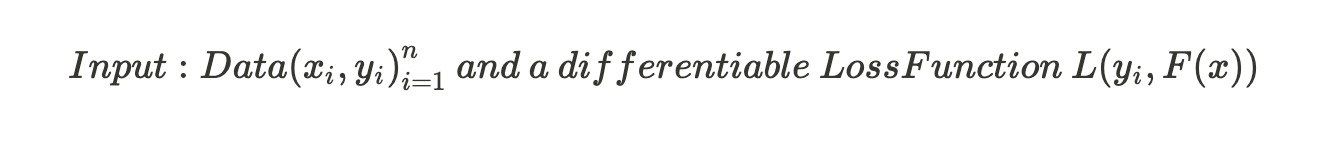 Input : Data(x_i, y_i)_{i=1}^{n} and a differentiable LossFunction L(y_i, F(x))